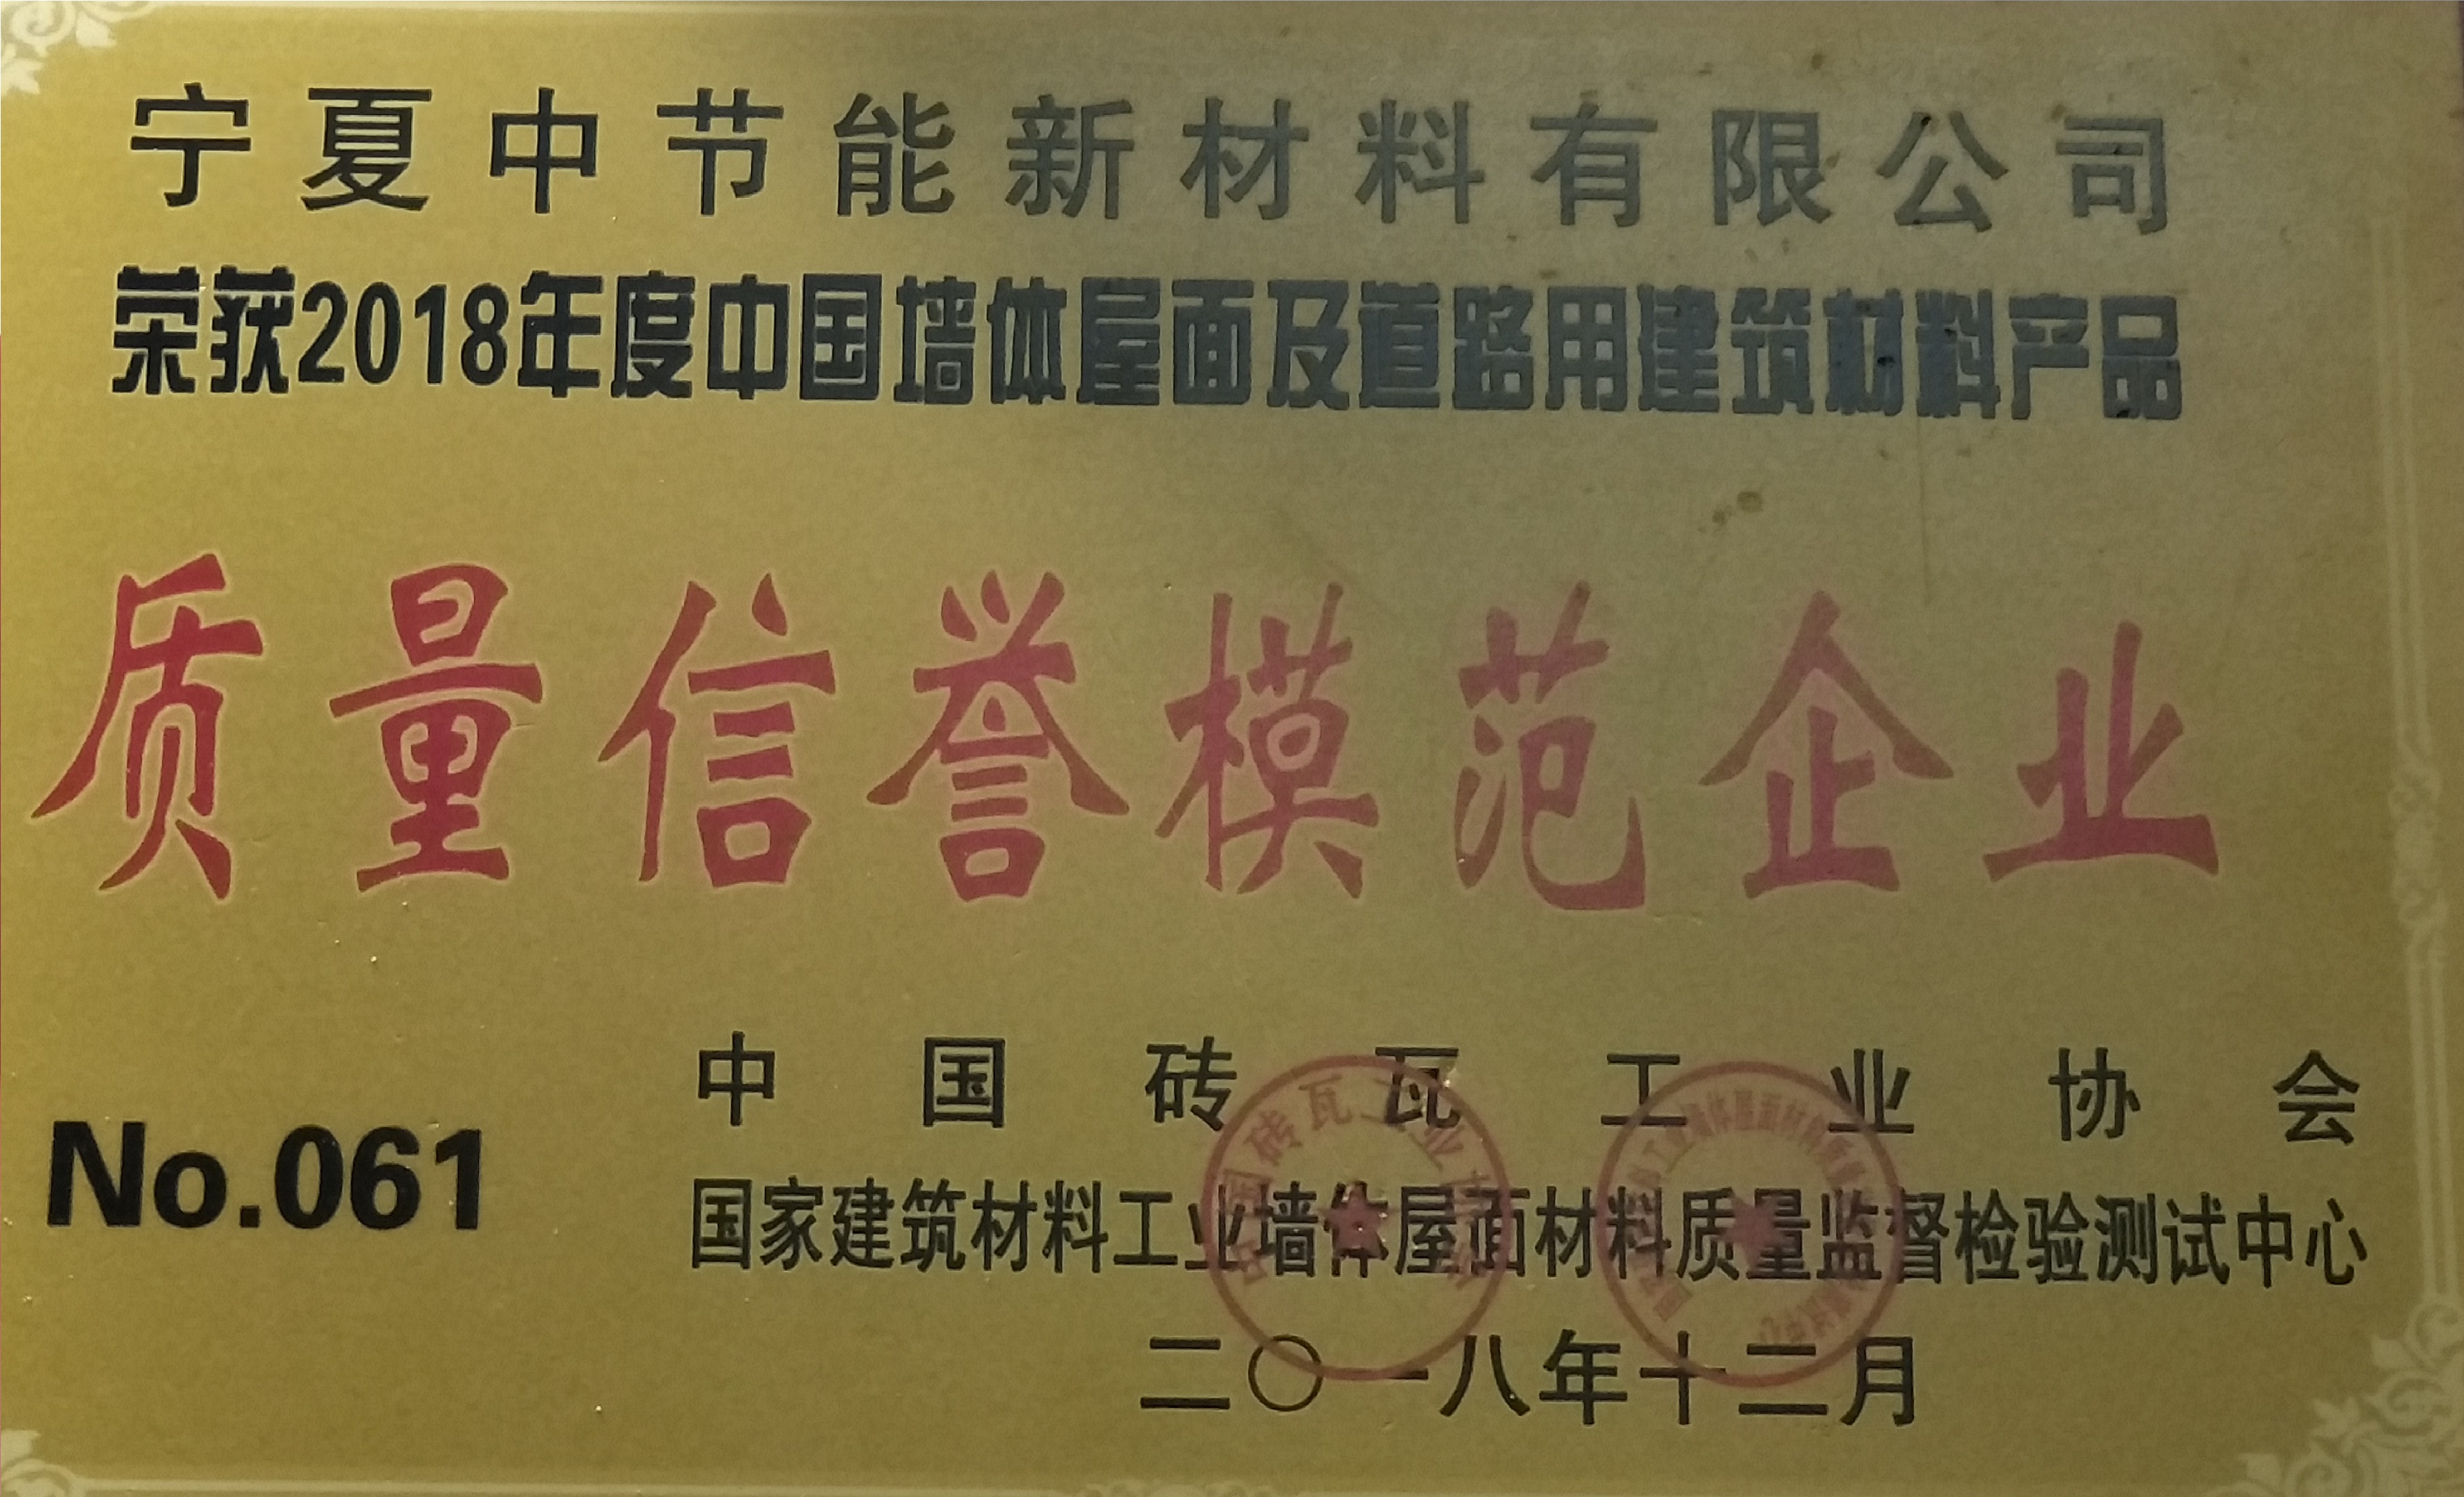 宁夏中节能新材料有限公司
荣获2018年度中国墙体屋面及道路用建筑材料产品
质量信誉模范企业
中国砖瓦工业协会
No.061
国家建筑材料工业墙体屋面材料质量监督检验测试中心
二〇一八年十二月